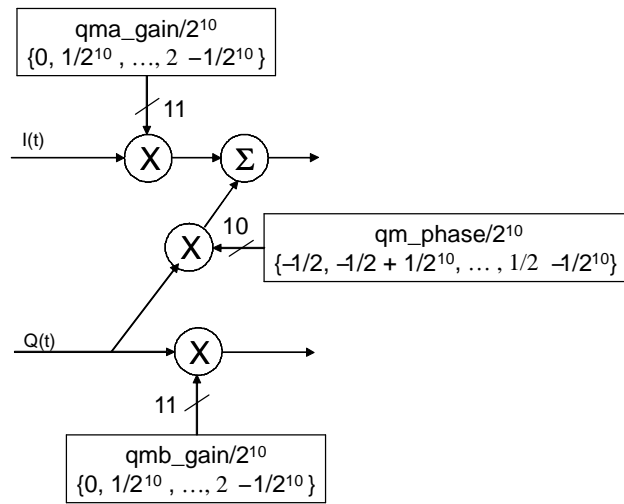 qma_gain/2¹⁰
{0, 1/2¹⁰ , …, 2 −1/2¹⁰ }
11
I(t)
X
Σ
10
X
qm_phase/2¹⁰
{−1/2, −1/2 + 1/2¹⁰, … , 1/2 −1/2¹⁰}
Q(t)
X
11
qmb_gain/2¹⁰
{0, 1/2¹⁰ , …, 2 −1/2¹⁰ }